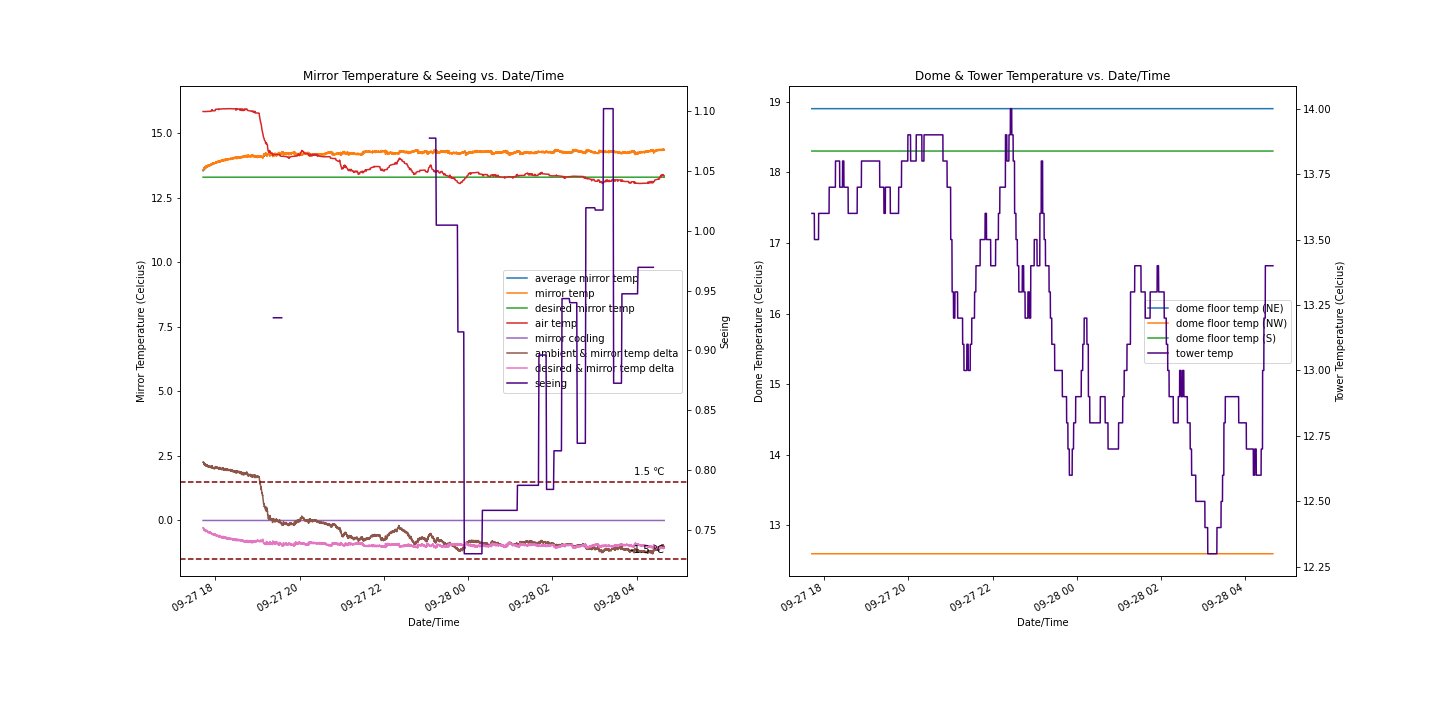 Mirror Temperature & Seeing vs. Date/Time
Mirror Temperature (Celcius)
15.0
12.5
10.0
7.5
5.0
2.5
0.0
1.10
1.05
1.00
0.95
0.90
0.85
0.80
0.75
Seeing
average mirror temp
mirror temp
desired mirror temp
air temp
mirror cooling
ambient & mirror temp delta
desired & mirror temp delta
seeing
1.5 °C
-1.5 °C
09-27 18
09-27 20
09-27 22
09-28 00
09-28 02
09-28 04
Date/Time
Dome & Tower Temperature vs. Date/Time
Dome Temperature (Celcius)
19
18
17
16
15
14
13
14.00
13.75
13.50
13.25
13.00
12.75
12.50
12.25
Tower Temperature (Celcius)
dome floor temp (NE)
dome floor temp (NW)
dome floor temp (S)
tower temp
09-27 18
09-27 20
09-27 22
09-28 00
09-28 02
09-28 04
Date/Time